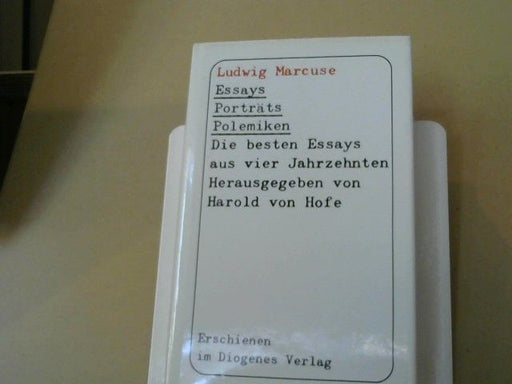 Ludwig Marcuse
Essays
Porträts
Polemiken
Die besten Essays
aus vier Jahrzehnten
Herausgegeben von
Harold von Hofe
Erschienen
im Diogenes Verlag